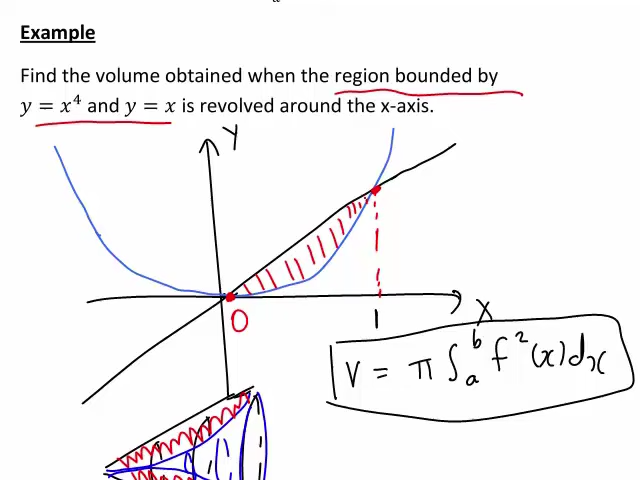 Example
Find the volume obtained when the region bounded by
y = x⁴ and y = x is revolved around the x-axis.
Y
0
1
X
V = π ∫ₐᵇ f²(x)dx